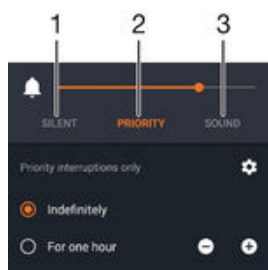 1 2 3
SILENT PRIORITY SOUND
Priority interruptions only
Indefinitely
For one hour